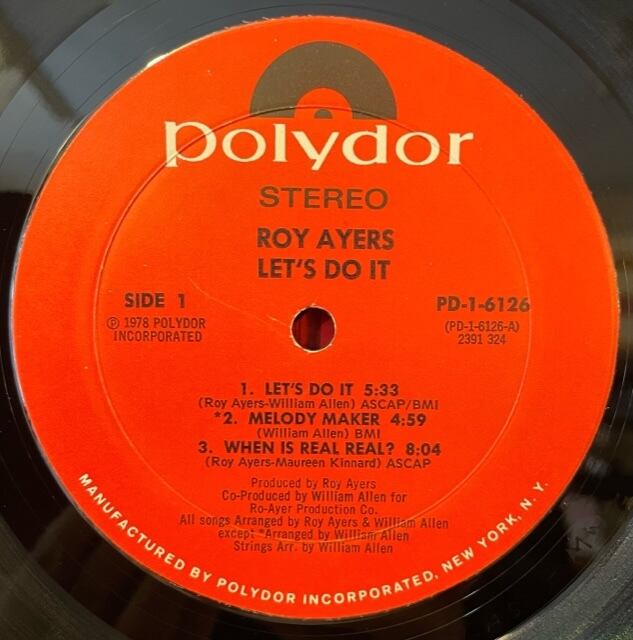 polydor
STEREO
ROY AYERS
LET'S DO IT
SIDE 1
℗ 1978 POLYDOR
INCORPORATED
PD-1-6126
(PD-1-6126-A)
2391 324
1. LET'S DO IT 5:33
(Roy Ayers-William Allen) ASCAP/BMI
*2. MELODY MAKER 4:59
(William Allen) BMI
3. WHEN IS REAL REAL? 8:04
(Roy Ayers-Maureen Kinnard) ASCAP
Produced by Roy Ayers
Co-Produced by William Allen for
Ro-Ayer Production Co.
All songs Arranged by Roy Ayers & William Allen
except *Arranged by William Allen
Strings Arr. by William Allen
MANUFACTURED BY POLYDOR INCORPORATED, NEW YORK, N.Y.